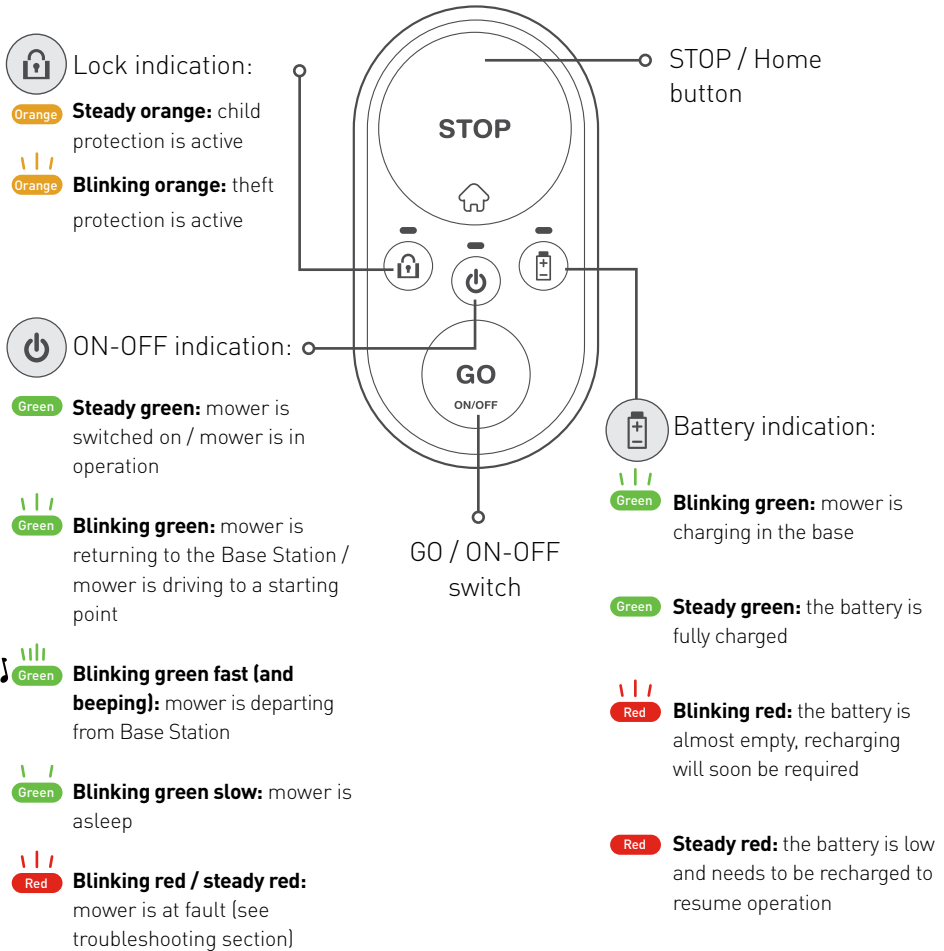 Lock indication:
Orange
Steady orange: child
protection is active
Orange
Blinking orange: theft
protection is active
STOP / Home
button
STOP
GO
ON/OFF
ON-OFF indication:
Green
Steady green: mower is
switched on / mower is in
operation
Green
Blinking green: mower is
returning to the Base Station /
mower is driving to a starting
point
Green
Blinking green fast (and
beeping): mower is departing
from Base Station
Green
Blinking green slow: mower is
asleep
Red
Blinking red / steady red:
mower is at fault (see
troubleshooting section)
GO / ON-OFF
switch
Battery indication:
Green
Blinking green: mower is
charging in the base
Green
Steady green: the battery is
fully charged
Red
Blinking red: the battery is
almost empty, recharging
will soon be required
Red
Steady red: the battery is low
and needs to be recharged to
resume operation